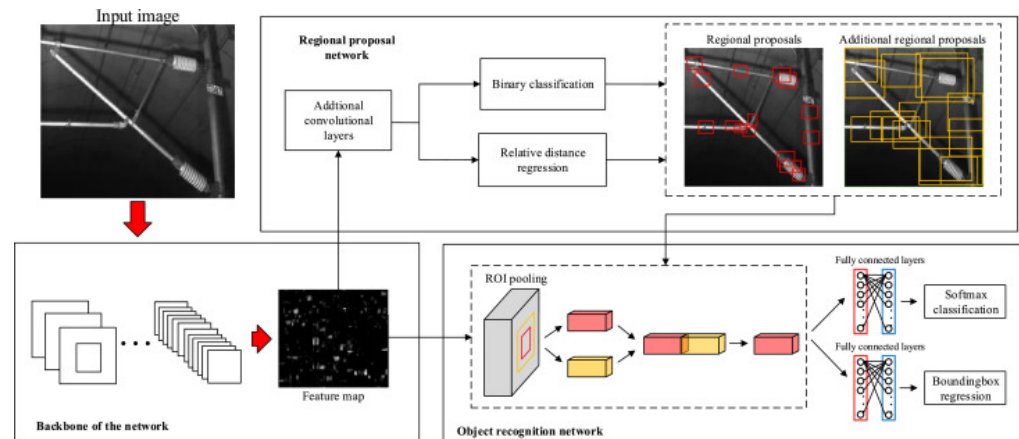 Input image
Regional proposal
network
Addtional
convolutional
layers
Binary classification
Relative distance
regression
Regional proposals
Additional regional proposals
Feature map
Backbone of the network
ROI pooling
Fully connected layers
Softmax
classification
Fully connected layers
Boundingbox
regression
Object recognition network